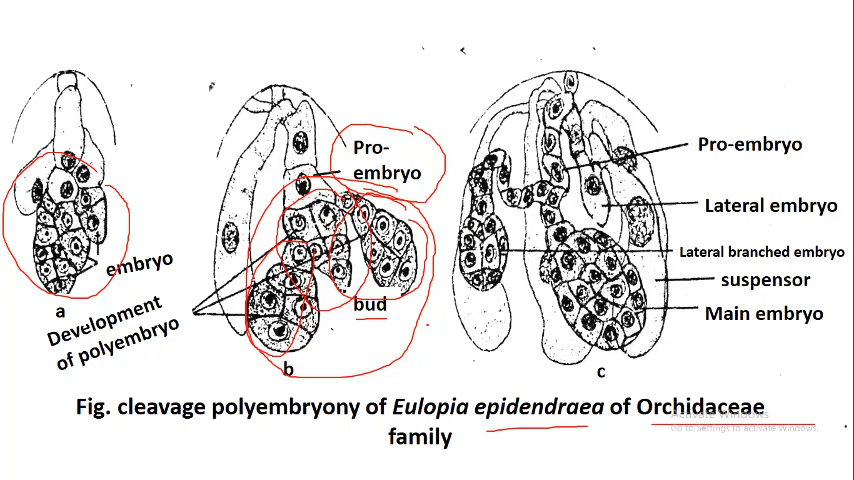 Pro-
embryo
embryo
a
Development
of polyembryo
bud
b
Pro-embryo
Lateral embryo
Lateral branched embryo
suspensor
Main embryo
c
Fig. cleavage polyembryony of Eulopia epidendraea of Orchidaceae
family
Activate Windows
Go to Settings to activate Windows.